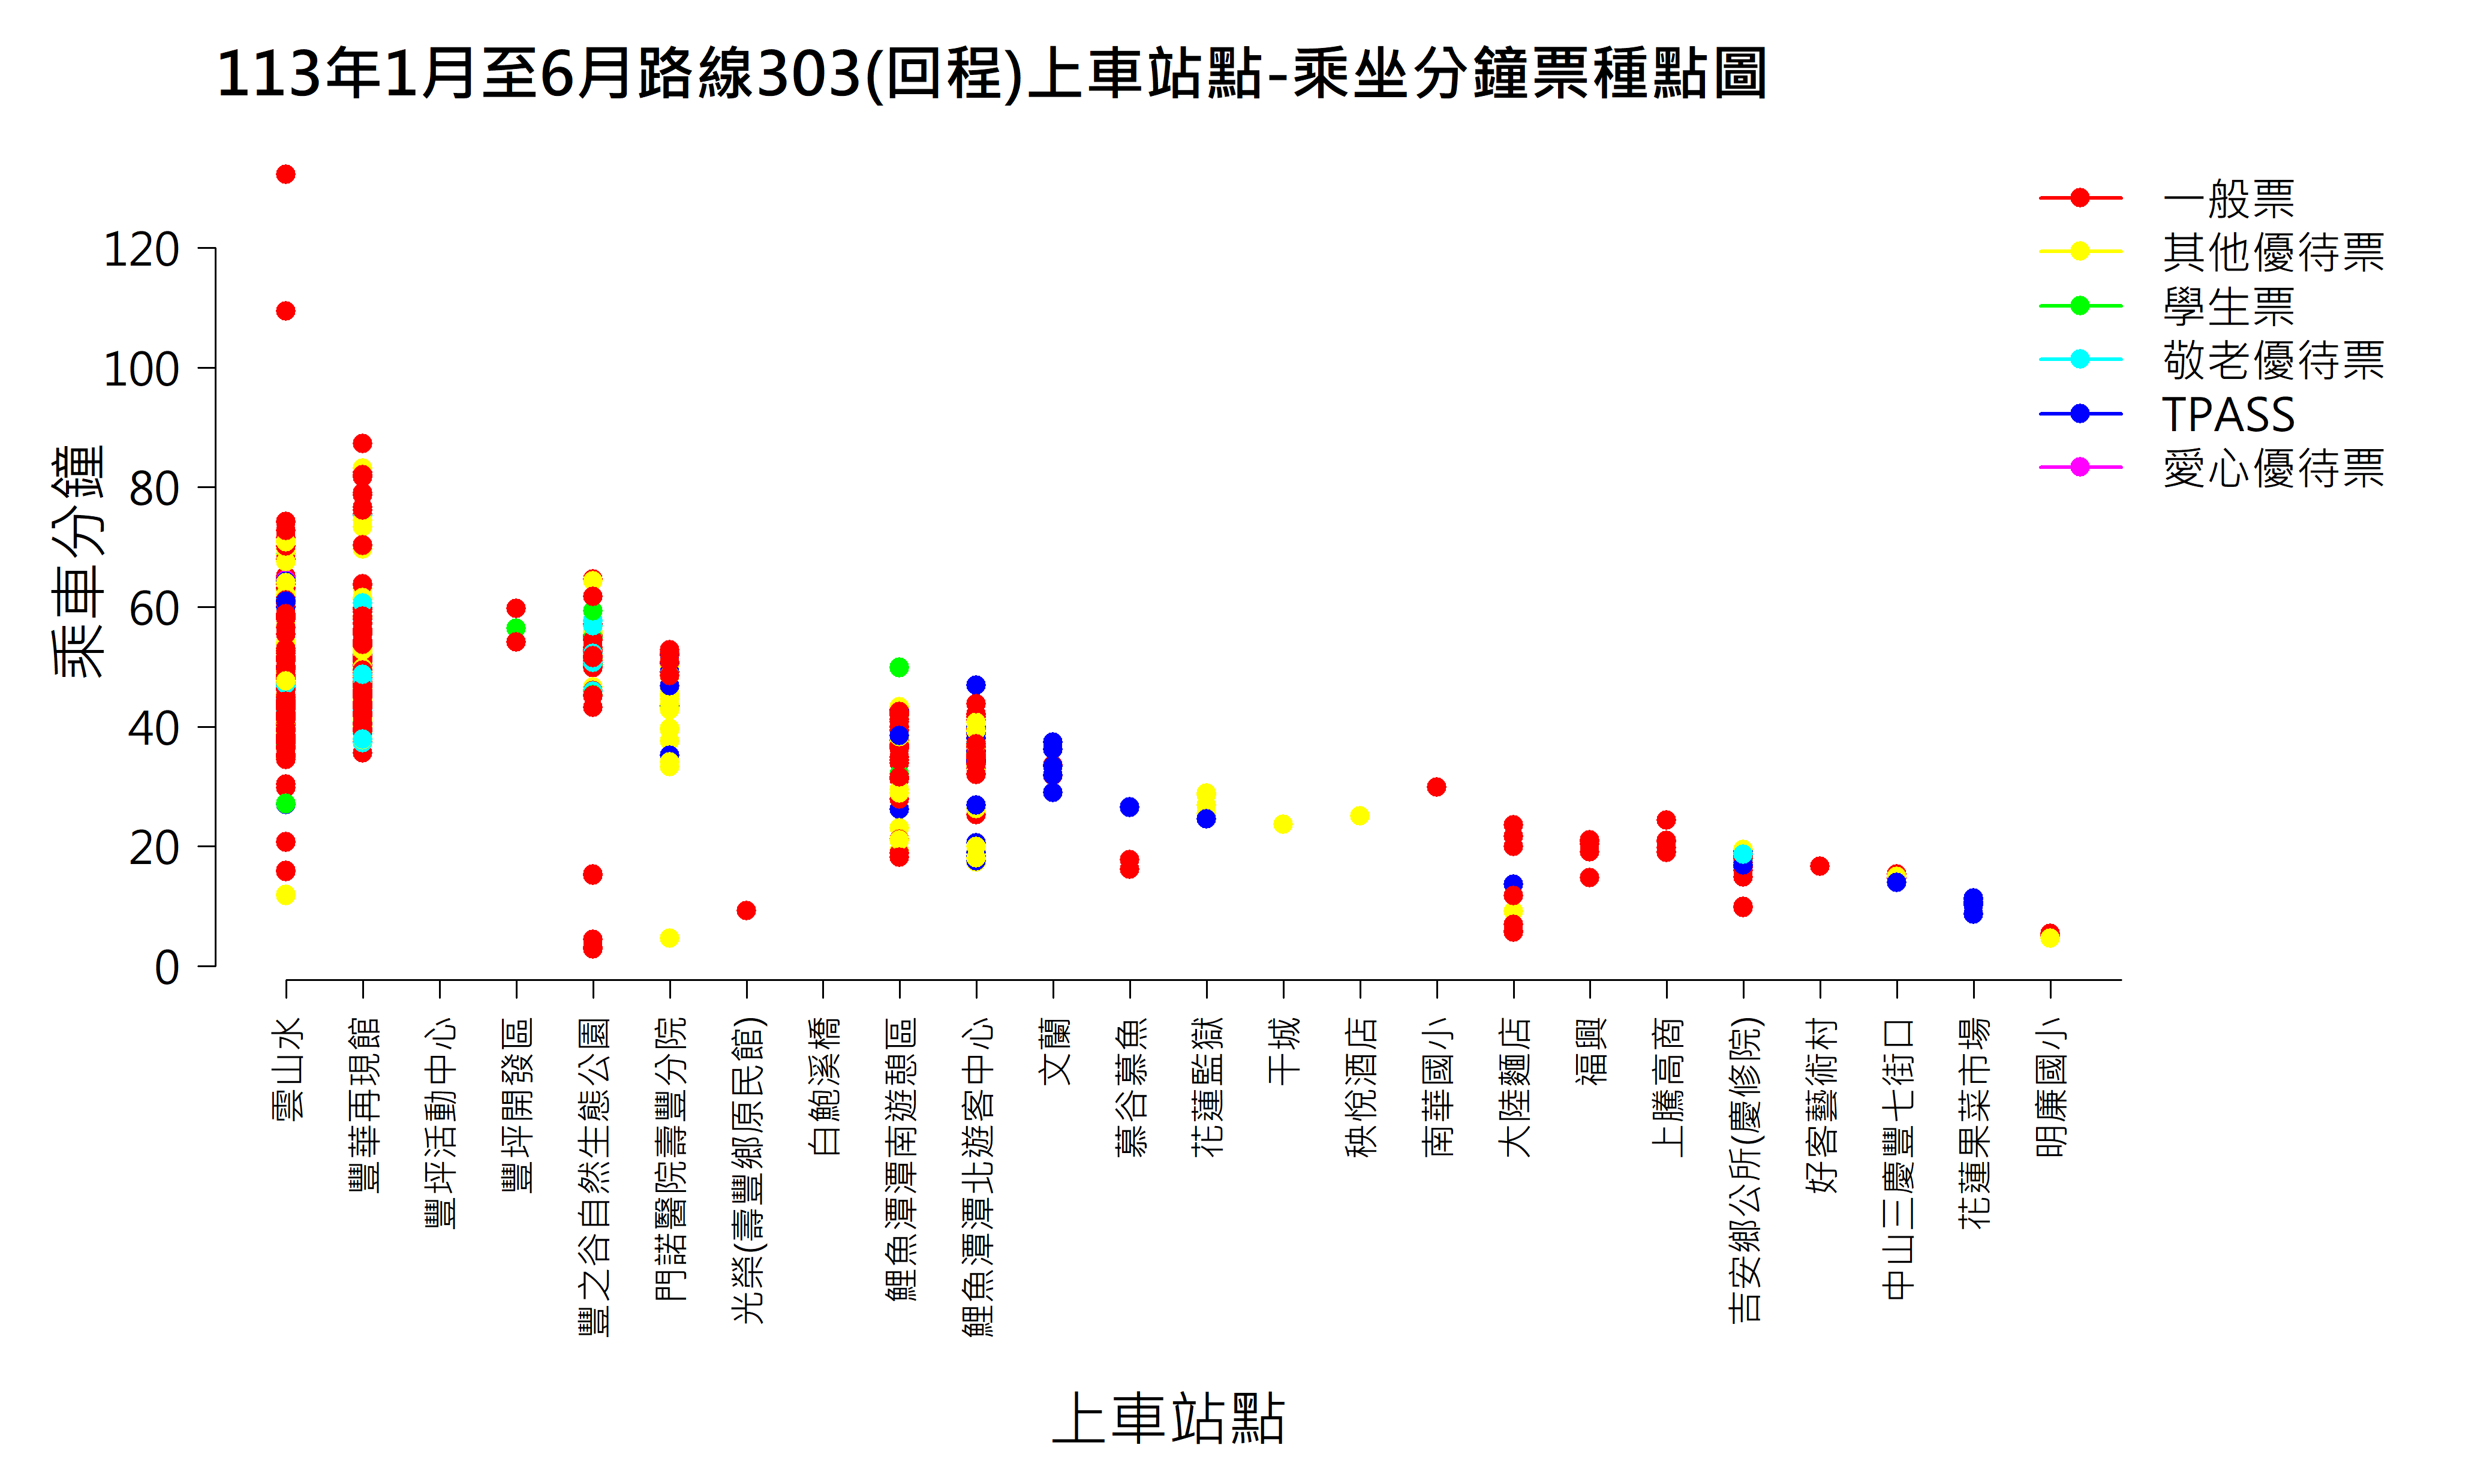 113年1月至6月路線303(回程)上車站點-乘坐分鐘票種點圖
一般票
其他優待票
學生票
敬老優待票
TPASS
愛心優待票
乘車分鐘
120
100
80
60
40
20
0
雲山水
豐華再現館
豐坪活動中心
豐坪開發區
豐之谷自然生態公園
門諾醫院壽豐分院
光榮(壽豐鄉原民館)
白鮑溪橋
鯉魚潭潭南遊憩區
鯉魚潭潭北遊客中心
文蘭
慕谷慕魚
花蓮監獄
干城
秧悅酒店
南華國小
大陸麵店
福興
上騰高商
吉安鄉公所(慶修院)
好客藝術村
中山三慶豐七街口
花蓮果菜市場
明廉國小
上車站點